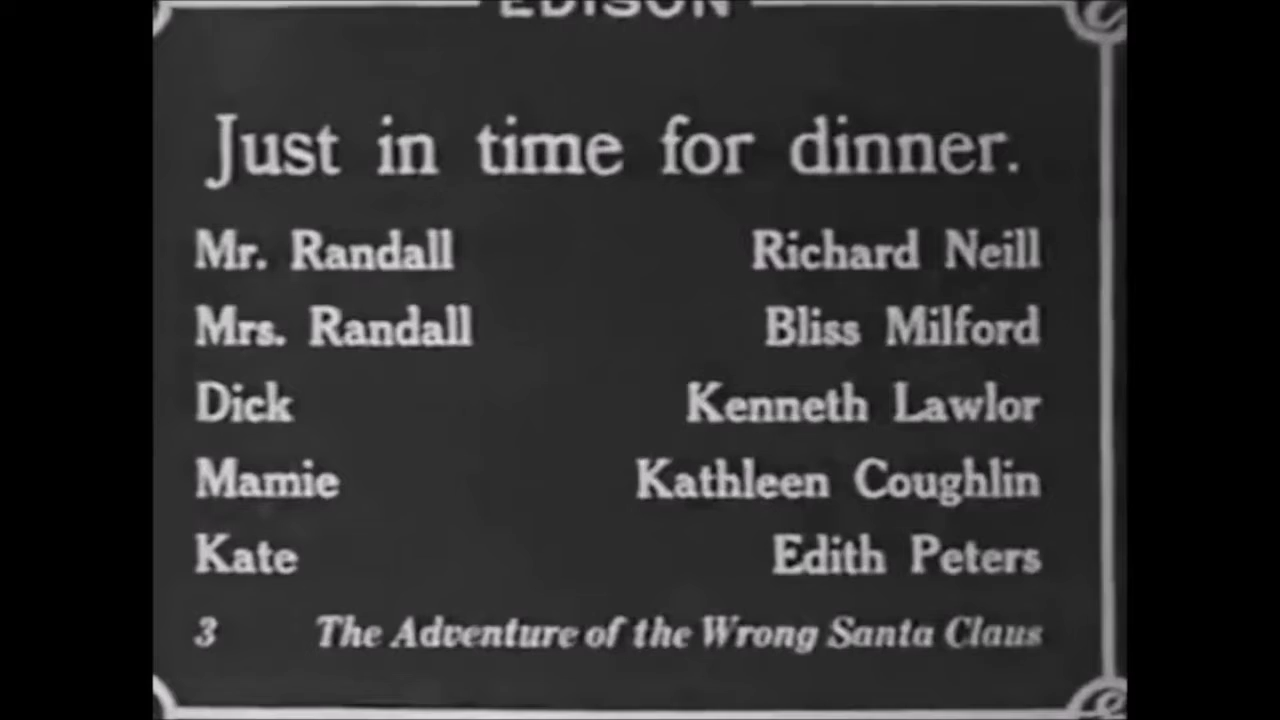 EDISON
Just in time for dinner.
Mr. Randall Richard Neill
Mrs. Randall Bliss Milford
Dick Kenneth Lawlor
Mamie Kathleen Coughlin
Kate Edith Peters
3 The Adventure of the Wrong Santa Claus